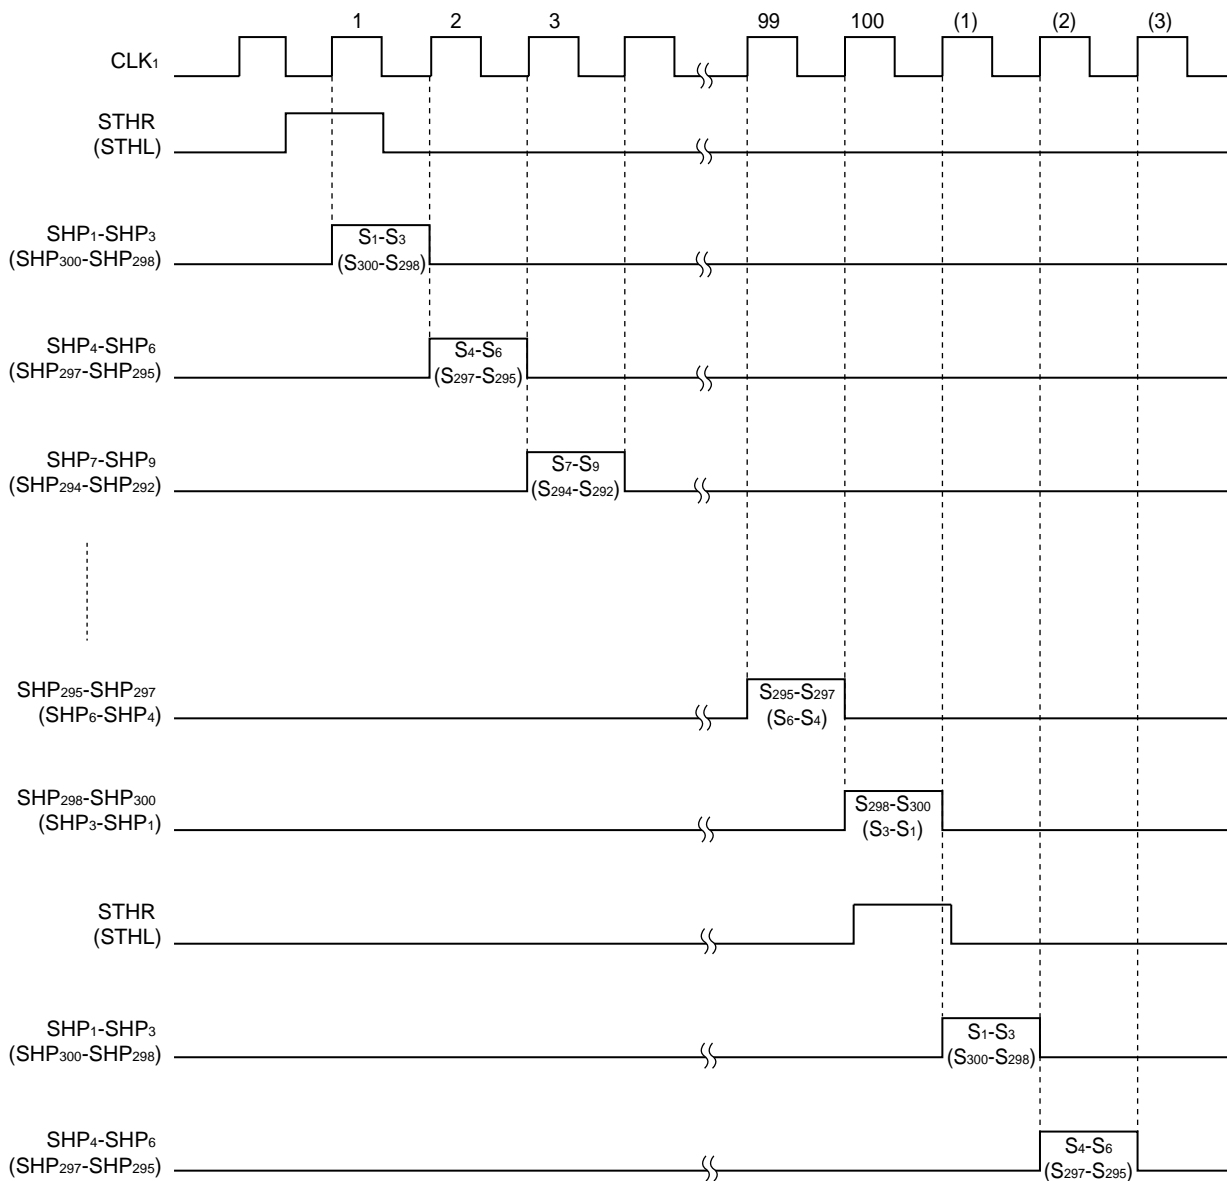 1 2 3 99 100 (1) (2) (3)
CLK₁
STHR
(STHL)
SHP₁-SHP₃
(SHP₃₀₀-SHP₂₉₈)
S₁-S₃
(S₃₀₀-S₂₉₈)
SHP₄-SHP₆
(SHP₂₉₇-SHP₂₉₅)
S₄-S₆
(S₂₉₇-S₂₉₅)
SHP₇-SHP₉
(SHP₂₉₄-SHP₂₉₂)
S₇-S₉
(S₂₉₄-S₂₉₂)
SHP₂₉₅-SHP₂₉₇
(SHP₆-SHP₄)
S₂₉₅-S₂₉₇
(S₆-S₄)
SHP₂₉₈-SHP₃₀₀
(SHP₃-SHP₁)
S₂₉₈-S₃₀₀
(S₃-S₁)
STHR
(STHL)
SHP₁-SHP₃
(SHP₃₀₀-SHP₂₉₈)
S₁-S₃
(S₃₀₀-S₂₉₈)
SHP₄-SHP₆
(SHP₂₉₇-SHP₂₉₅)
S₄-S₆
(S₂₉₇-S₂₉₅)